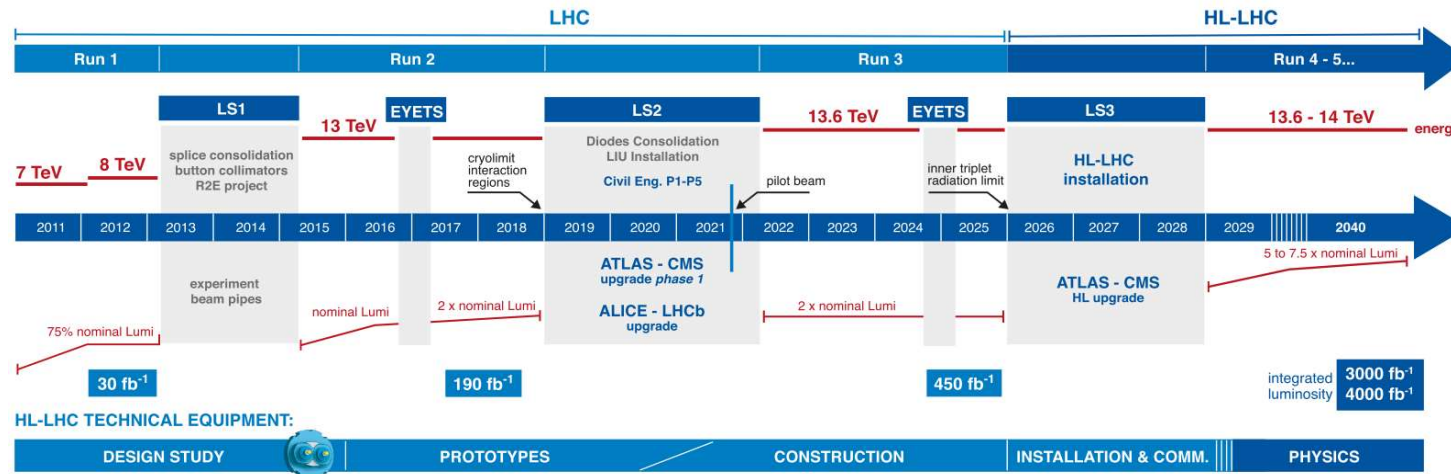 LHC
HL-LHC
Run 1
Run 2
Run 3
Run 4 - 5...
LS1
EYETS
LS2
EYETS
LS3
7 TeV
8 TeV
13 TeV
13.6 TeV
13.6 - 14 TeV
energ
splice consolidation
button collimators
R2E project
cryolimit
interaction
regions
Diodes Consolidation
LIU Installation
Civil Eng. P1-P5
pilot beam
inner triplet
radiation limit
HL-LHC
installation
2011
2012
2013
2014
2015
2016
2017
2018
2019
2020
2021
2022
2023
2024
2025
2026
2027
2028
2029
2040
75% nominal Lumi
experiment
beam pipes
nominal Lumi
2 x nominal Lumi
ATLAS - CMS
upgrade phase 1
ALICE - LHCb
upgrade
2 x nominal Lumi
ATLAS - CMS
HL upgrade
5 to 7.5 x nominal Lumi
30 fb⁻¹
190 fb⁻¹
450 fb⁻¹
integrated
luminosity
3000 fb⁻¹
4000 fb⁻¹
HL-LHC TECHNICAL EQUIPMENT:
DESIGN STUDY
PROTOTYPES
CONSTRUCTION
INSTALLATION & COMM.
PHYSICS